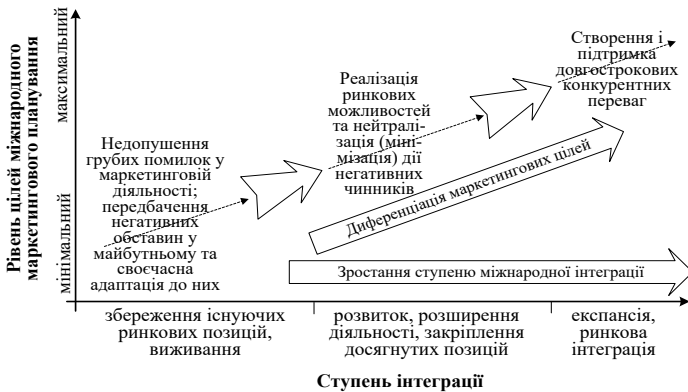 Рівень цілей міжнародного
маркетингового планування
мінімальний
максимальний
Недопушення
грубих помилок у
маркетинговій
діяльності;
передбачення
негативних
обставин у
майбутньому та
своєчасна
адаптація до них
Реалізація
ринкових
можливостей
та нейтралі-
зація (міні-
мізація) дії
негативних
чинників
Створення і
підтримка
довгострокових
конкурентних
переваг
Диференціація маркетингових цілей
Зростання ступеню міжнародної інтеграції
збереження існуючих
ринкових позицій,
виживання
розвиток, розширення
діяльності, закріплення
досягнутих позицій
експансія,
ринкова
інтеграція
Ступень інтеграції